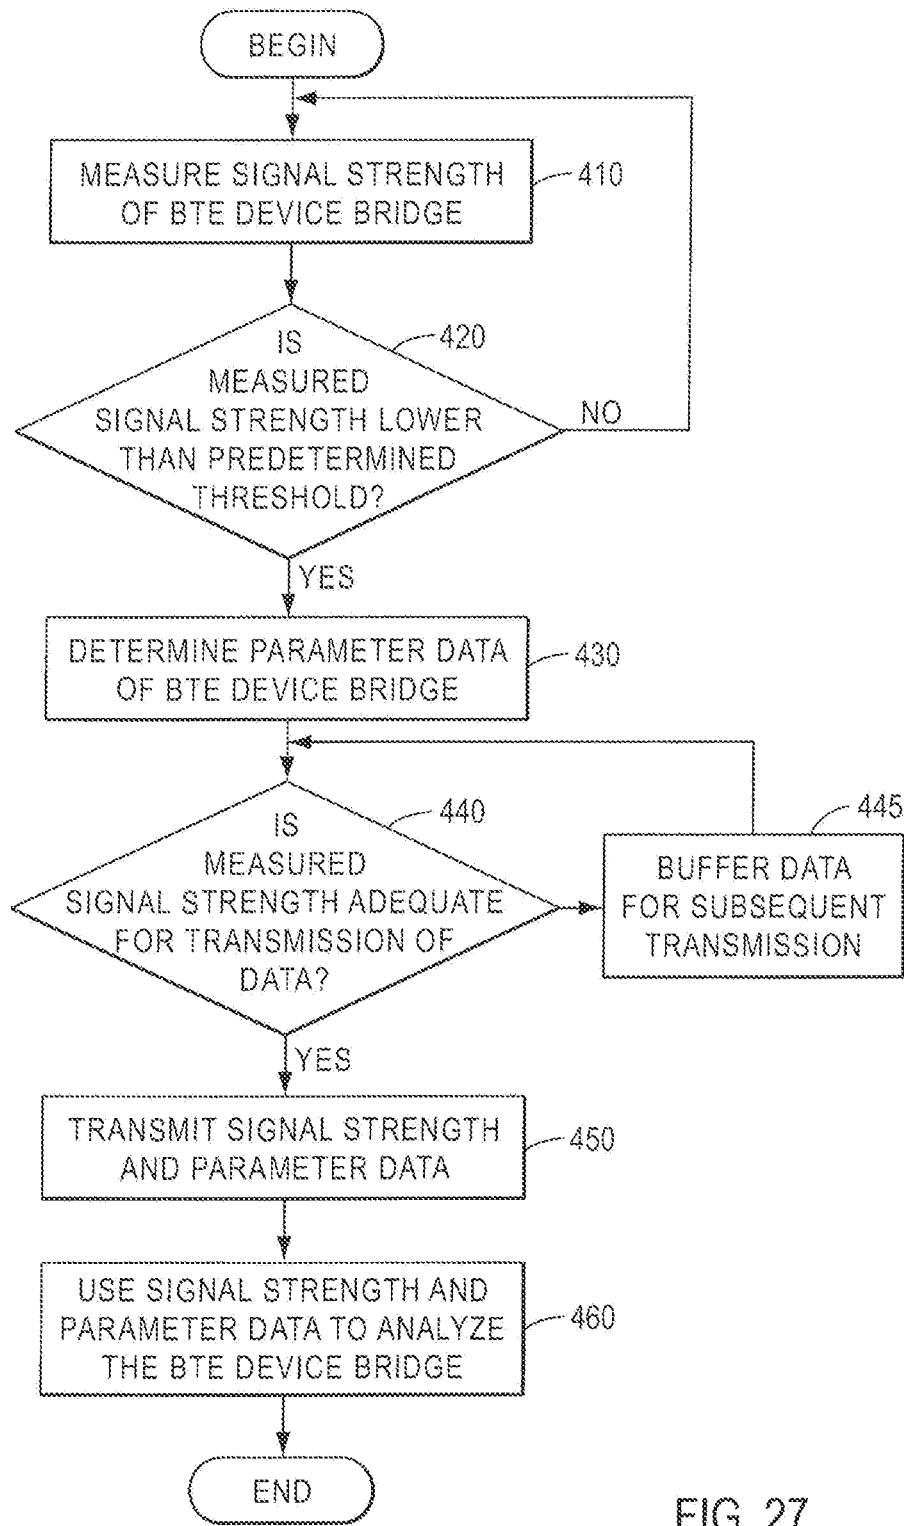 BEGIN
MEASURE SIGNAL STRENGTH
OF BTE DEVICE BRIDGE
410
IS
MEASURED
SIGNAL STRENGTH LOWER
THAN PREDETERMINED
THRESHOLD?
420
NO
YES
DETERMINE PARAMETER DATA
OF BTE DEVICE BRIDGE
430
IS
MEASURED
SIGNAL STRENGTH ADEQUATE
FOR TRANSMISSION OF
DATA?
440
445
BUFFER DATA
FOR SUBSEQUENT
TRANSMISSION
YES
TRANSMIT SIGNAL STRENGTH
AND PARAMETER DATA
450
USE SIGNAL STRENGTH AND
PARAMETER DATA TO ANALYZE
THE BTE DEVICE BRIDGE
460
END
FIG. 27